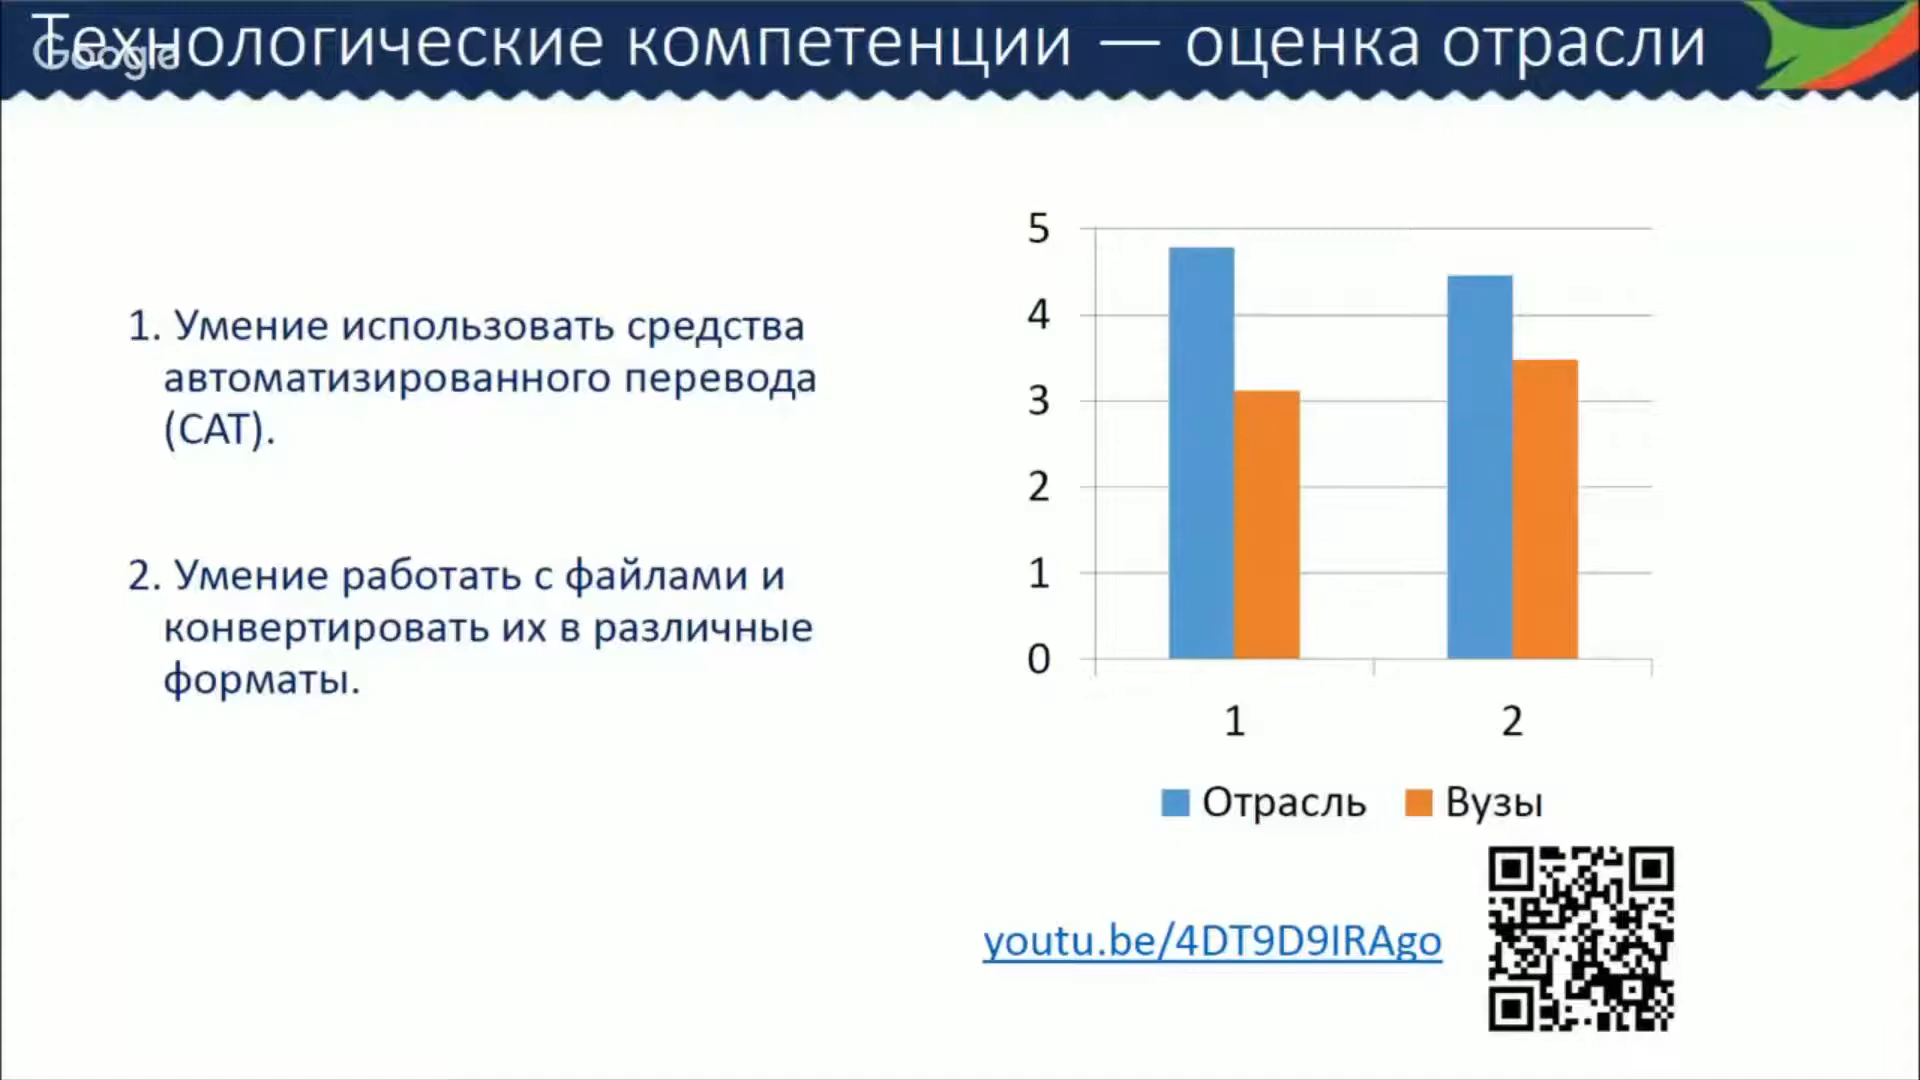 Технологические компетенции — оценка отрасли
Google
1. Умение использовать средства
автоматизированного перевода
(CAT).
2. Умение работать с файлами и
конвертировать их в различные
форматы.
5
4
3
2
1
0
1 2
Отрасль Вузы
youtu.be/4DT9D9IRAgo